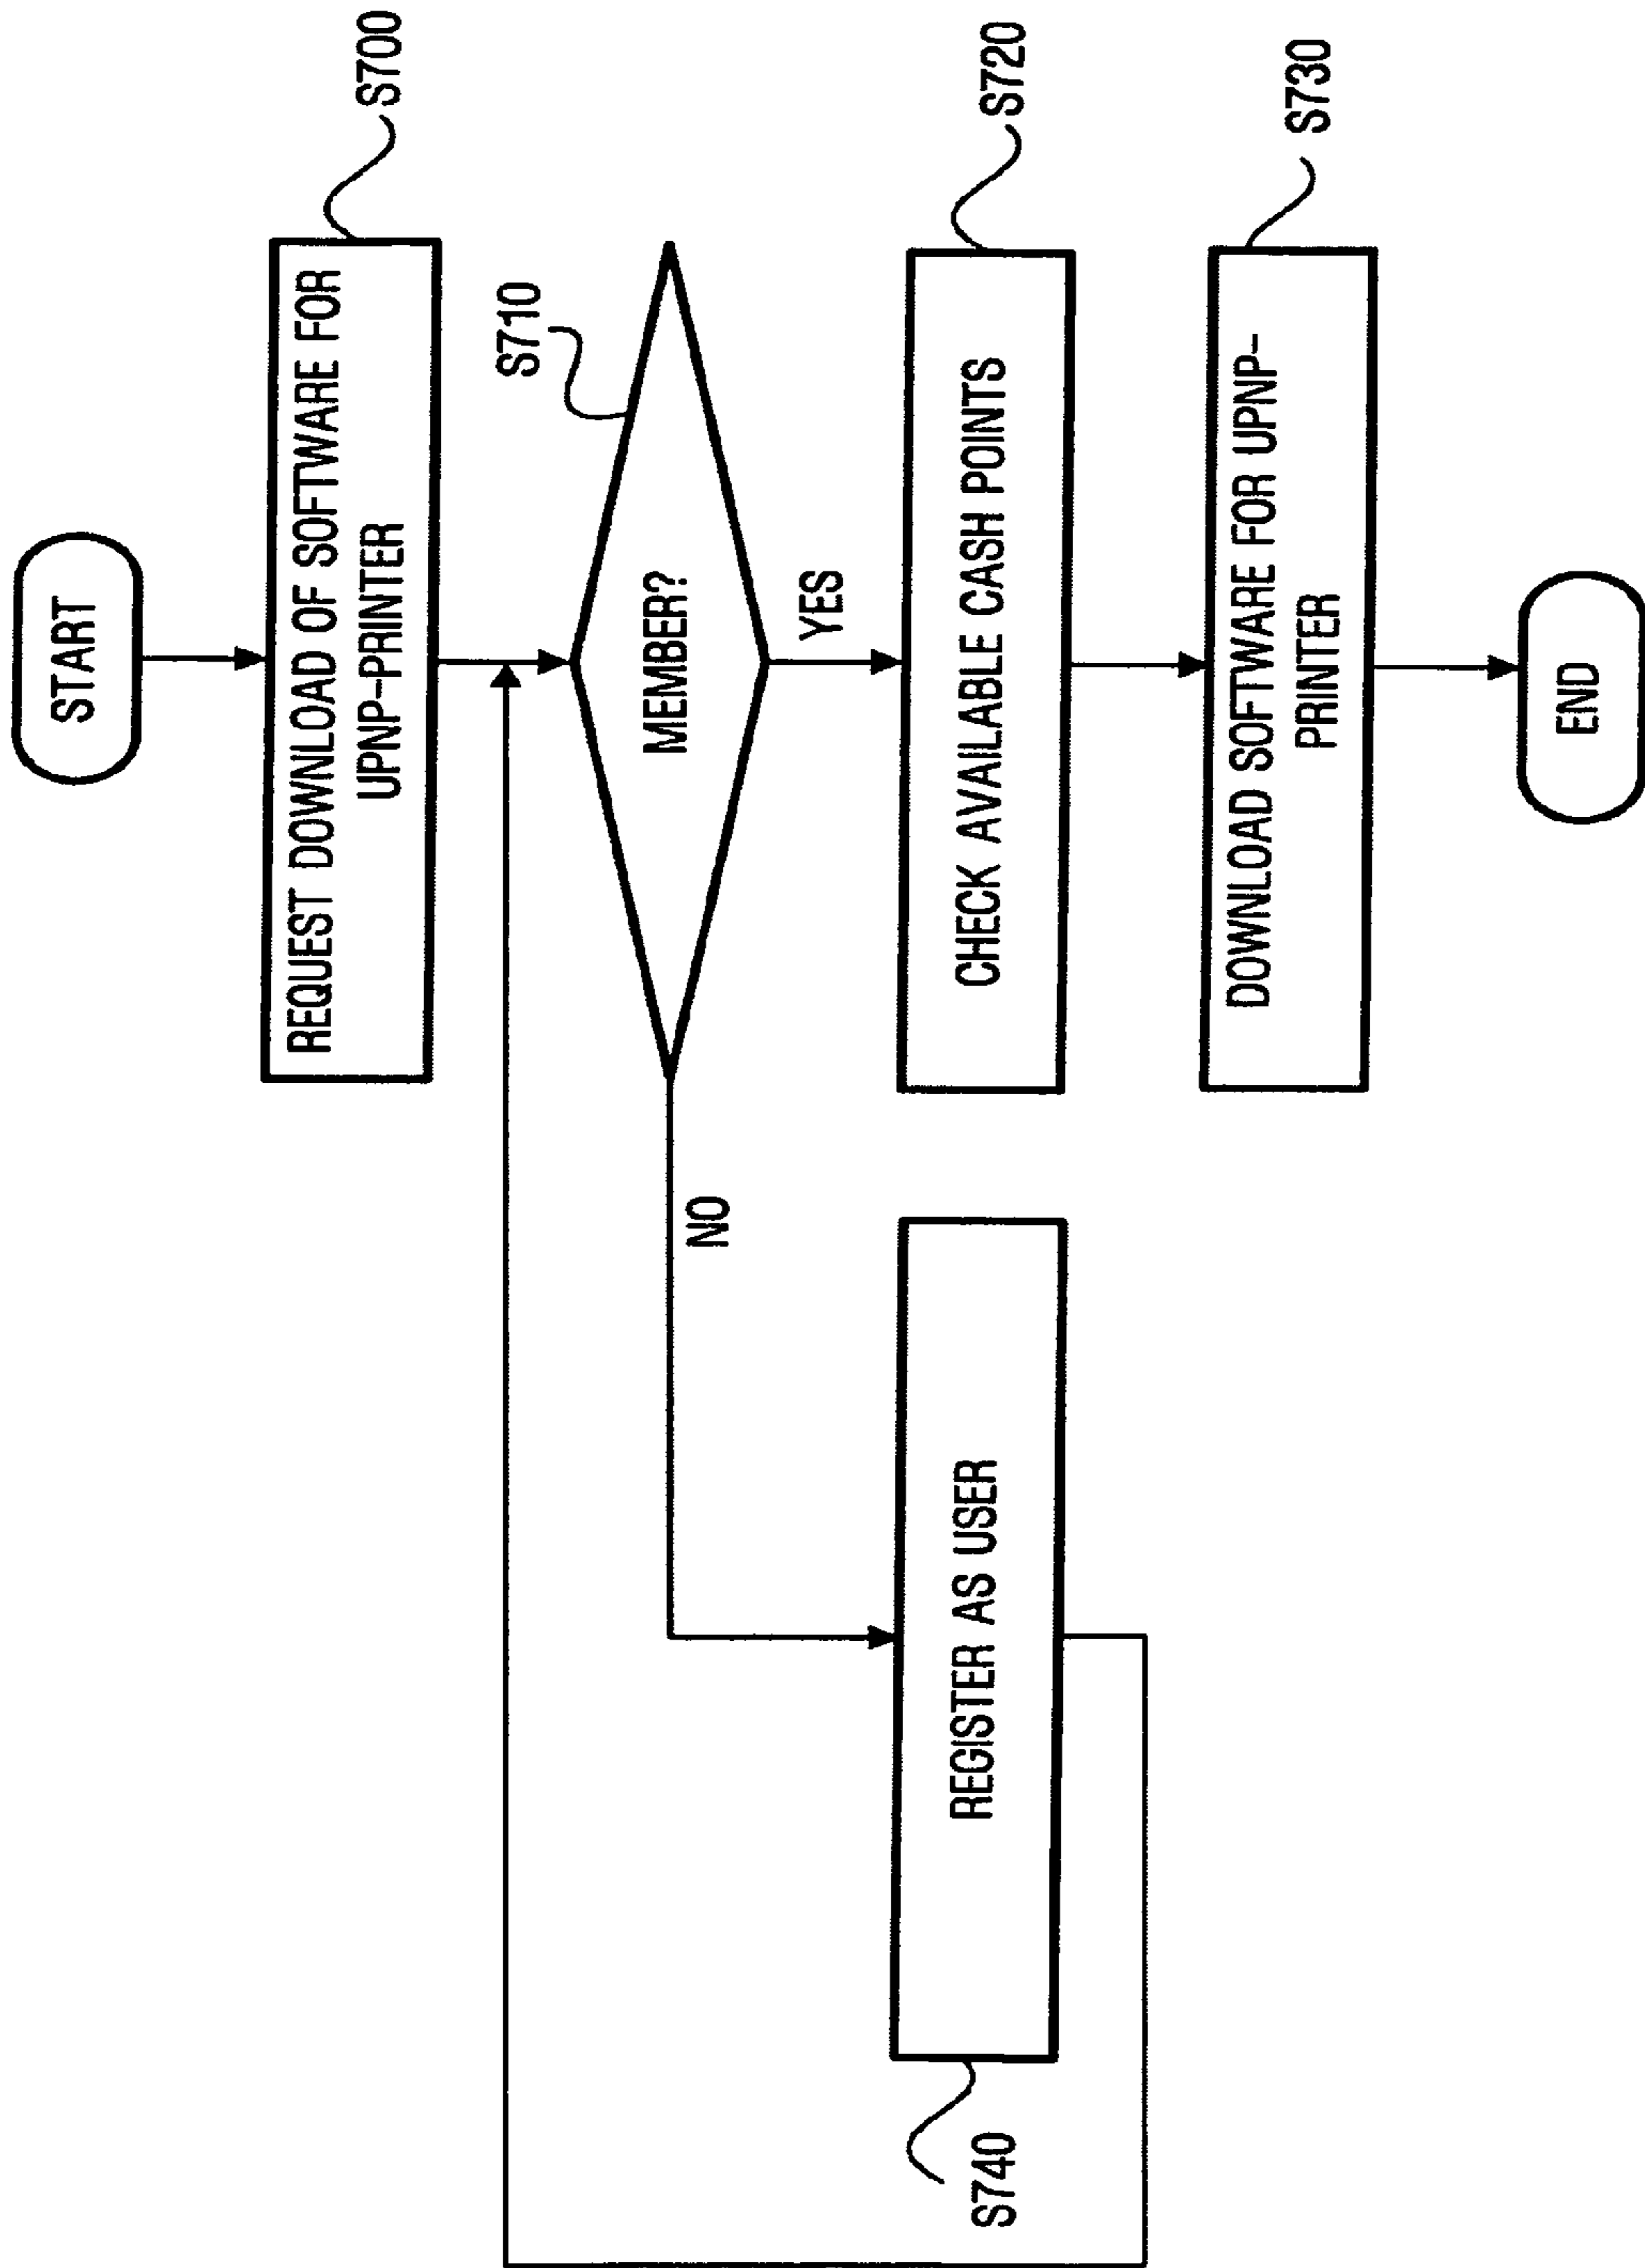 START
REQUEST DOWNLOAD OF SOFTWARE FOR
UPNP-PRINTER
S700
S710
MEMBER?
YES
NO
CHECK AVAILABLE CASH POINTS
S720
REGISTER AS USER
S740
DOWNLOAD SOFTWARE FOR UPNP-
PRINTER
S730
END